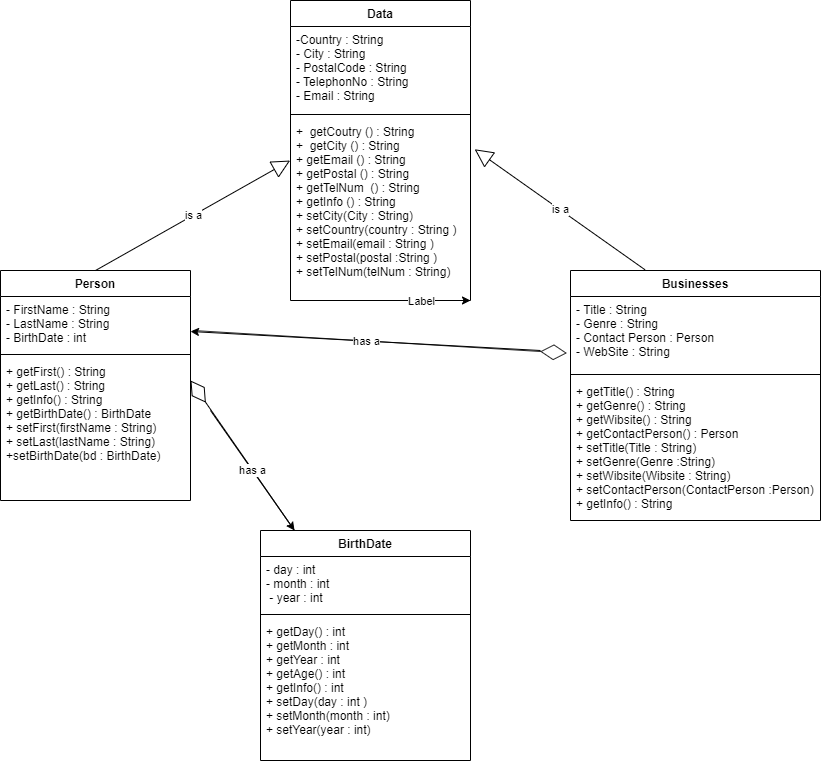 Data
-Country : String
- City : String
- PostalCode : String
- TelephonNo : String
- Email : String
+  getCoutry () : String
+  getCity () : String
+ getEmail () : String
+ getPostal () : String
+ getTelNum  () : String
+ getInfo () : String
+ setCity(City : String)
+ setCountry(country : String )
+ setEmail(email : String )
+ setPostal(postal :String )
+ setTelNum(telNum : String)
Label
is a
is a
Person
- FirstName : String
- LastName : String
- BirthDate : int
+ getFirst() : String
+ getLast() : String
+ getInfo() : String
+ getBirthDate() : BirthDate
+ setFirst(firstName : String)
+ setLast(lastName : String)
+setBirthDate(bd : BirthDate)
has a
Businesses
- Title : String
- Genre : String
- Contact Person : Person
- WebSite : String
+ getTitle() : String
+ getGenre() : String
+ getWibsite() : String
+ getContactPerson() : Person
+ setTitle(Title : String)
+ setGenre(Genre :String)
+ setWibsite(Wibsite : String)
+ setContactPerson(ContactPerson :Person)
+ getInfo() : String
has a
BirthDate
- day : int
- month : int
- year : int
+ getDay() : int
+ getMonth : int
+ getYear : int
+ getAge() : int
+ getInfo() : int
+ setDay(day : int )
+ setMonth(month : int)
+ setYear(year : int)